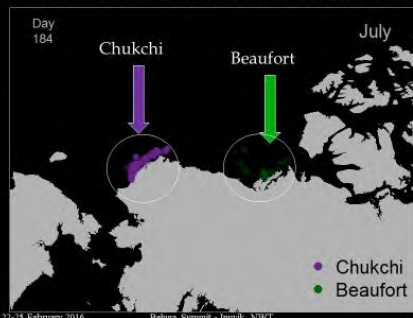 Day
184
July
Chukchi
Beaufort
Chukchi
Beaufort
22-25 February 2016
Beluga Summit - Inuvik, NWT